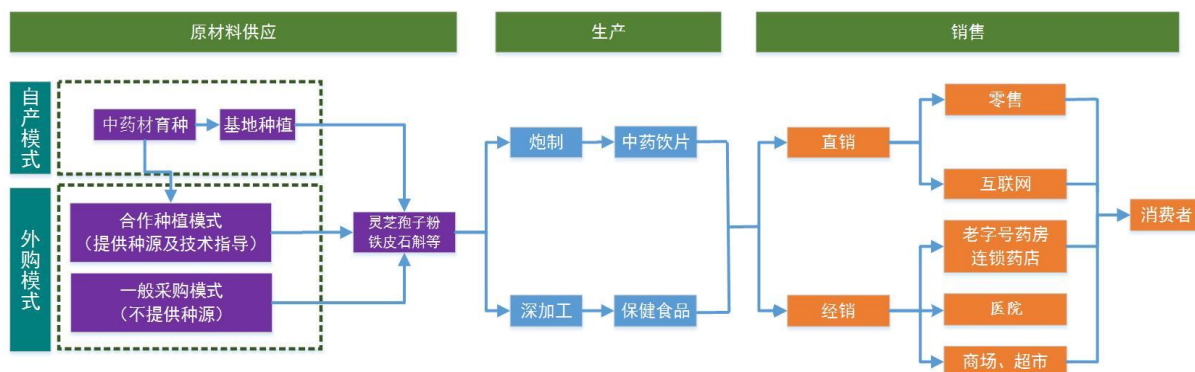 原材料供应
生产
销售
自产模式
中药材育种
基地种植
外购模式
合作种植模式
（提供种源及技术指导）
一般采购模式
（不提供种源）
灵芝孢子粉
铁皮石斛等
炮制
中药饮片
深加工
保健食品
直销
零售
互联网
经销
老字号药房
连锁药店
医院
商场、超市
消费者